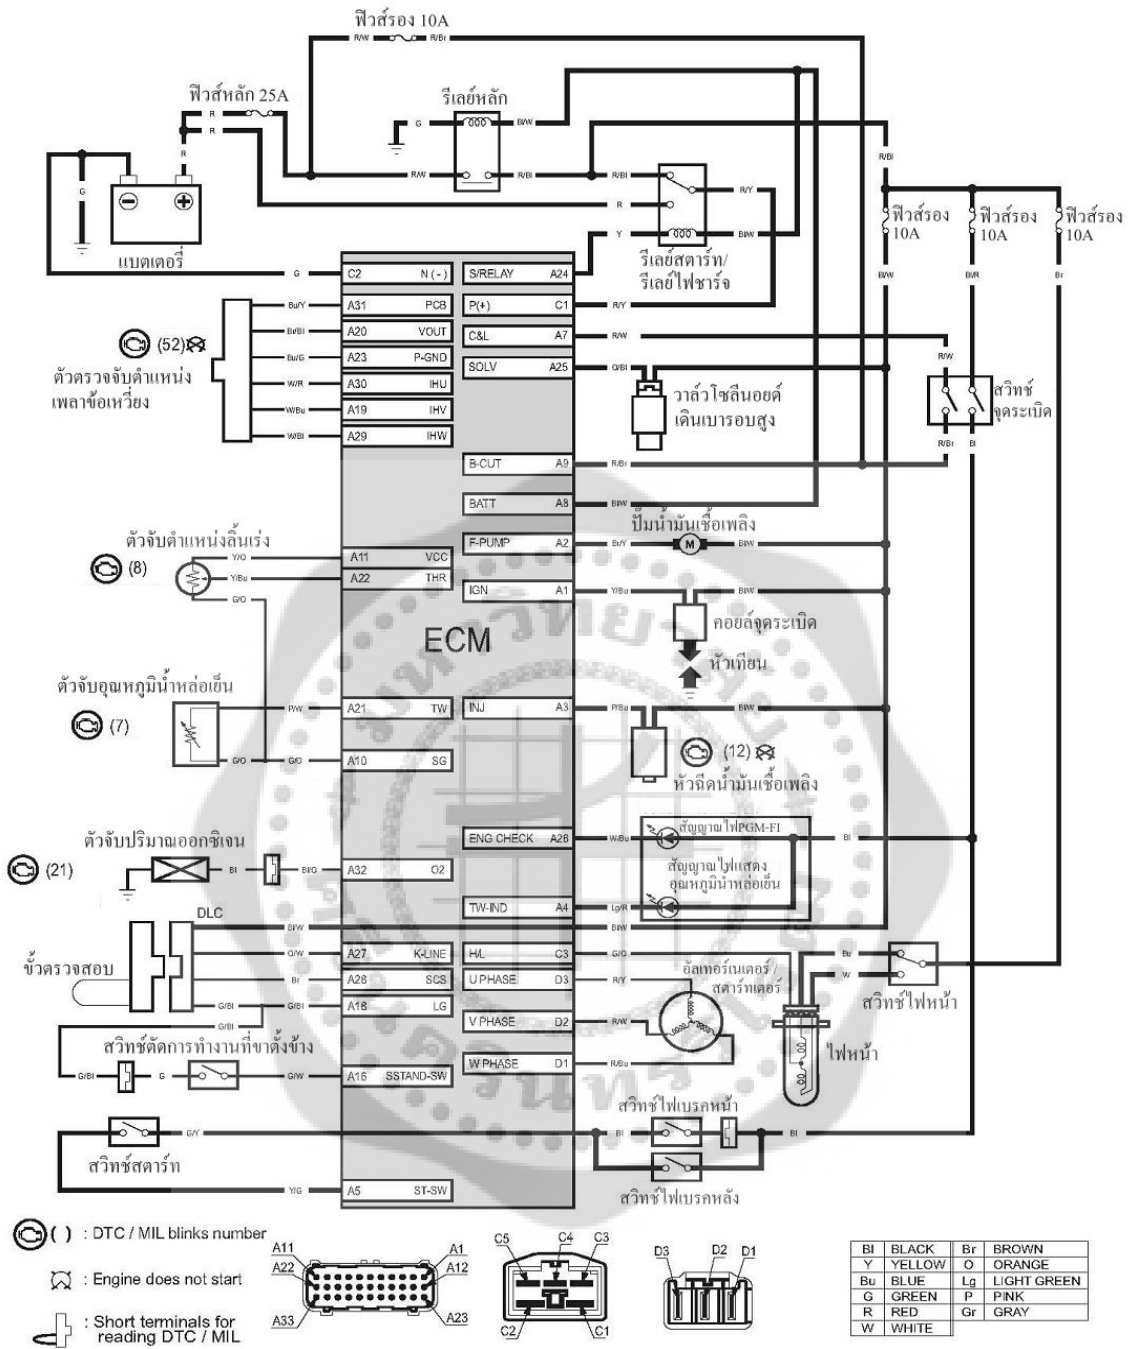 ฟิวส์รอง 10A
R/W R/Br
ฟิวส์หลัก 25A
รีเลย์หลัก
R
R
R
G
Bl/W
R/Bl
G
R/W R/Bl
R/Bl
R/Y
R
ฟิวส์รอง 10A
ฟิวส์รอง 10A
ฟิวส์รอง 10A
แบตเตอรี่
Y
Bl/W
รีเลย์สตาร์ท/
รีเลย์ไฟชาร์จ
Bl/W
Bl/R
Br
G
C2 N (-)
S/RELAY A24
Bu/Y
A31 PCB
P(+) C1
R/Y
(52)
A20 VOUT
C&L A7
R/W
Bu/G
A23 P-GND
R/W
ตัวตรวจจับตำแหน่ง
เพลาข้อเหวี่ยง
W/R
A30 IHU
SOLV A25
O/Bl
วาล์วโซลีนอยด์
เดินเบารอบสูง
สวิทช์
จุดระเบิด
W/Bu
A19 IHV
W/Bl
A29 IHW
R/Br
Bl
B-CUT A9
R/Br
BATT A8
Bl/W
ปั๊มน้ำมันเชื้อเพลิง
ตัวจับตำแหน่งลิ้นเร่ง
F-PUMP A2
Br/Y
M
Bl/W
(8)
Y/O
A11 VCC
Y/Bu
A22 THR
G/O
IGN A1
Y/Bu
Bl/W
คอยล์จุดระเบิด
ECM
หัวเทียน
ตัวจับอุณหภูมิน้ำหล่อเย็น
(7)
P/W
A21 TW
INJ A3
P/Bu
Bl/W
G/O
G/O
A10 SG
(12)
หัวฉีดน้ำมันเชื้อเพลิง
ตัวจับปริมาณออกซิเจน
ENG CHECK A26
W/Bu
สัญญาณไฟPGM-FI
Bl
(21)
Bl
Bl/O
A32 O2
สัญญาณไฟแสดง
อุณหภูมิน้ำหล่อเย็น
TW-IND A4
Lg/R
DLC
Bl/W
Bl/W
ขั้วตรวจสอบ
O/W
A27 K-LINE
H/L C3
G/O
Bu
Br
A28 SCS
U PHASE D3
R/Y
อัลเทอร์เนเตอร์/
สตาร์ทเตอร์
W
สวิทช์ไฟหน้า
G/Bl
G/Bl
A18 LG
G/Bl
V PHASE D2
R/W
ไฟหน้า
สวิทช์ตัดการทำงานที่ขาตั้งข้าง
W PHASE D1
R/Bu
G/Bl
G
G/W
A15 SSTAND-SW
สวิทช์ไฟเบรคหน้า
G/Y
Bl
Bl
สวิทช์สตาร์ท
สวิทช์ไฟเบรคหลัง
Y/G
A5 ST-SW
( ) : DTC / MIL blinks number
: Engine does not start
: Short terminals for
reading DTC / MIL
A11 A1
A22 A12
A33 A23
C5 C4 C3
C2 C1
D3 D2 D1
Bl BLACK Br BROWN
Y YELLOW O ORANGE
Bu BLUE Lg LIGHT GREEN
G GREEN P PINK
R RED Gr GRAY
W WHITE